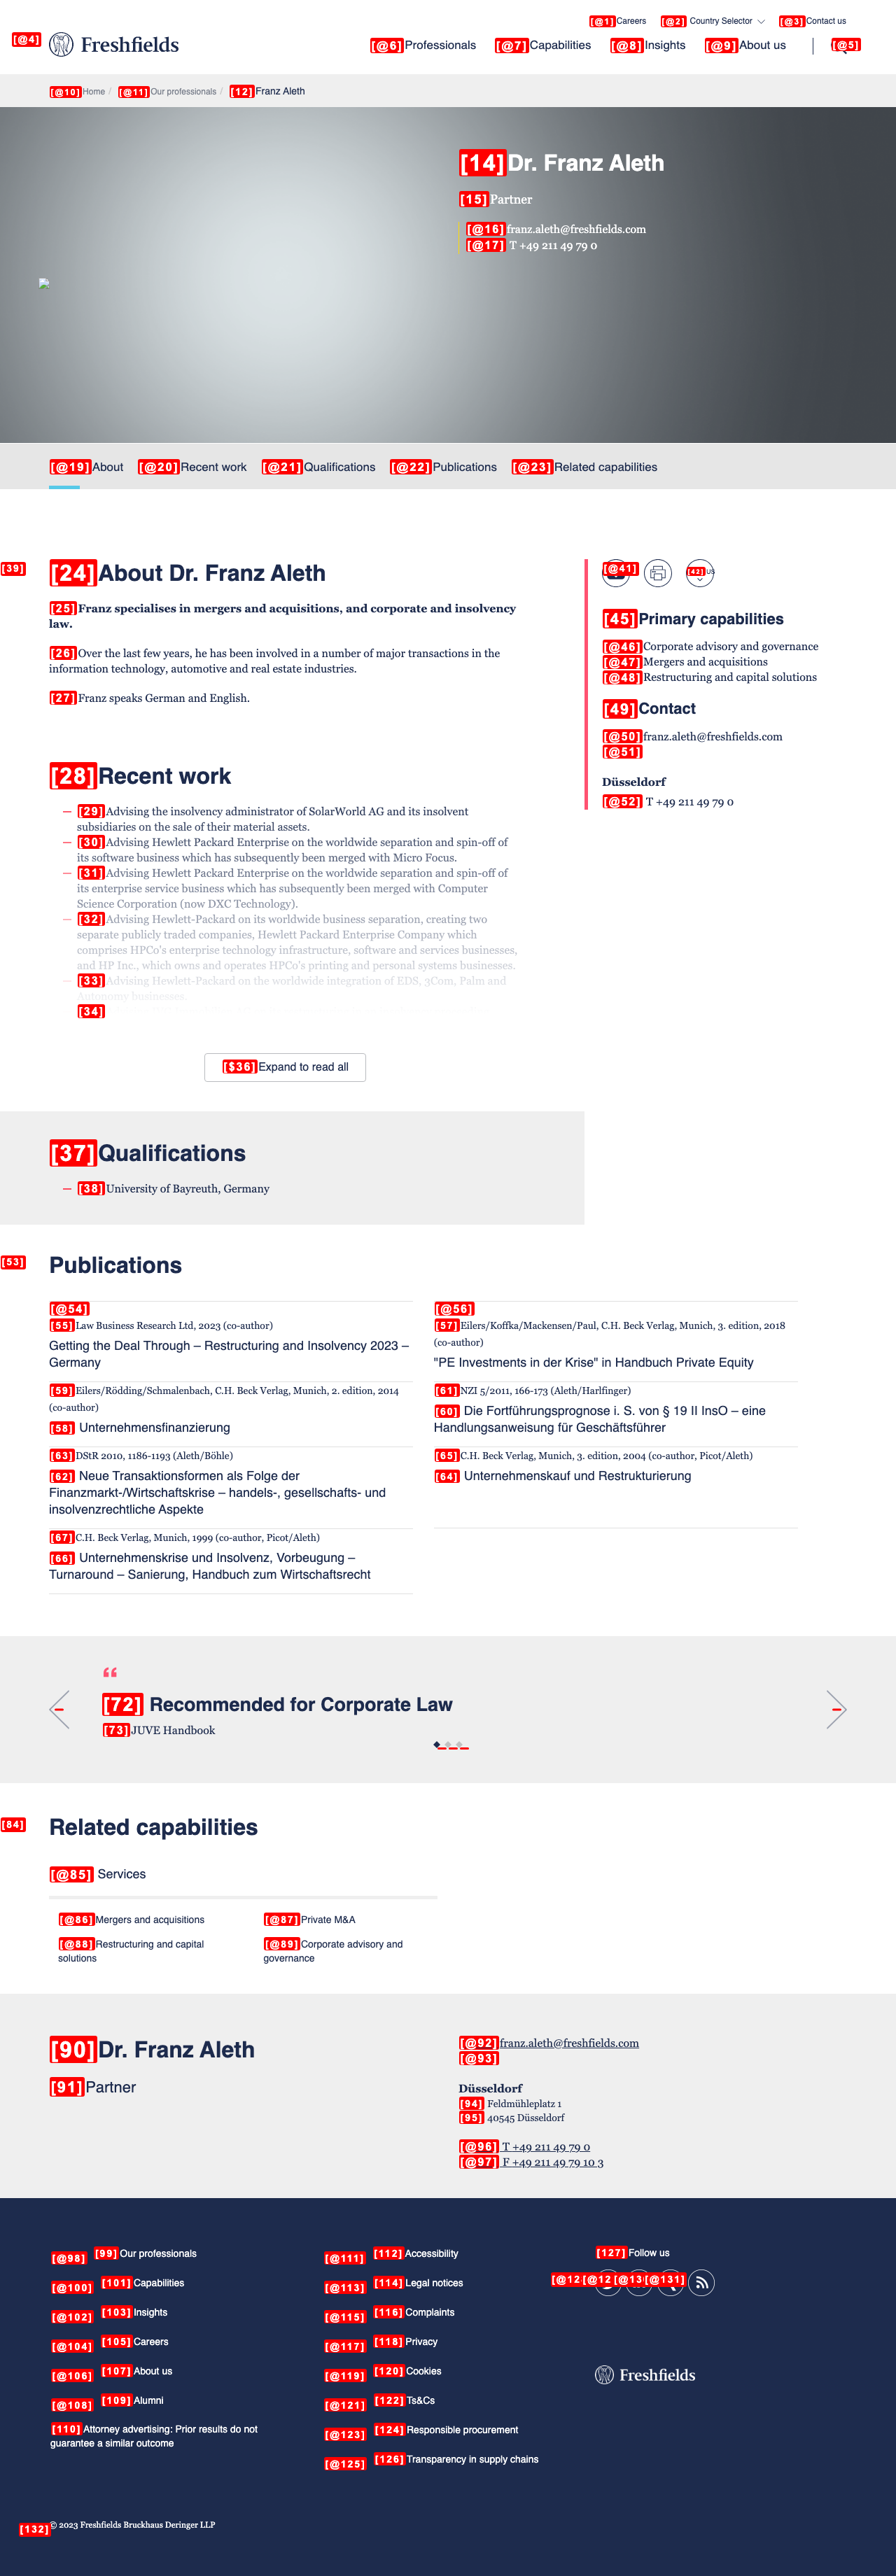 [@1] Careers [@2] Country Selector [@3] Contact us
[@4] Freshfields
[@6] Professionals [@7] Capabilities [@8] Insights [@9] About us [@5]
[@10] Home / [@11] Our professionals / [12] Franz Aleth
[14] Dr. Franz Aleth
[15] Partner
[@16] franz.aleth@freshfields.com
[@17] T +49 211 49 79 0
[@19] About [@20] Recent work [@21] Qualifications [@22] Publications [@23] Related capabilities
[39]
[24] About Dr. Franz Aleth
[25] Franz specialises in mergers and acquisitions, and corporate and insolvency
law.
[26] Over the last few years, he has been involved in a number of major transactions in the
information technology, automotive and real estate industries.
[27] Franz speaks German and English.
[@41] [42] US
[45] Primary capabilities
[@46] Corporate advisory and governance
[@47] Mergers and acquisitions
[@48] Restructuring and capital solutions
[49] Contact
[@50] franz.aleth@freshfields.com
[@51]
Düsseldorf
[@52] T +49 211 49 79 0
[28] Recent work
[29] Advising the insolvency administrator of SolarWorld AG and its insolvent
subsidiaries on the sale of their material assets.
[30] Advising Hewlett Packard Enterprise on the worldwide separation and spin-off of
its software business which has subsequently been merged with Micro Focus.
[31] Advising Hewlett Packard Enterprise on the worldwide separation and spin-off of
its enterprise service business which has subsequently been merged with Computer
Science Corporation (now DXC Technology).
[32] Advising Hewlett-Packard on its worldwide business separation, creating two
separate publicly traded companies, Hewlett Packard Enterprise Company which
comprises HPCo's enterprise technology infrastructure, software and services businesses,
and HP Inc., which owns and operates HPCo's printing and personal systems businesses.
[33] Advising Hewlett-Packard on the worldwide integration of EDS, 3Com, Palm and
Autonomy businesses.
[34]
[$36] Expand to read all
[37] Qualifications
[38] University of Bayreuth, Germany
[53]
Publications
[@54]
[55] Law Business Research Ltd, 2023 (co-author)
Getting the Deal Through – Restructuring and Insolvency 2023 –
Germany
[@56]
[57] Eilers/Koffka/Mackensen/Paul, C.H. Beck Verlag, Munich, 3. edition, 2018
(co-author)
"PE Investments in der Krise" in Handbuch Private Equity
[59] Eilers/Rödding/Schmalenbach, C.H. Beck Verlag, Munich, 2. edition, 2014
(co-author)
[58] Unternehmensfinanzierung
[61] NZI 5/2011, 166-173 (Aleth/Harlfinger)
[60] Die Fortführungsprognose i. S. von § 19 II InsO – eine
Handlungsanweisung für Geschäftsführer
[63] DStR 2010, 1186-1193 (Aleth/Böhle)
[62] Neue Transaktionsformen als Folge der
Finanzmarkt-/Wirtschaftskrise – handels-, gesellschafts- und
insolvenzrechtliche Aspekte
[65] C.H. Beck Verlag, Munich, 3. edition, 2004 (co-author, Picot/Aleth)
[64] Unternehmenskauf und Restrukturierung
[67] C.H. Beck Verlag, Munich, 1999 (co-author, Picot/Aleth)
[66] Unternehmenskrise und Insolvenz, Vorbeugung –
Turnaround – Sanierung, Handbuch zum Wirtschaftsrecht
“
[72] Recommended for Corporate Law
[73] JUVE Handbook
[84]
Related capabilities
[@85] Services
[@86] Mergers and acquisitions [@87] Private M&A
[@88] Restructuring and capital
solutions
[@89] Corporate advisory and
governance
[90] Dr. Franz Aleth
[91] Partner
[@92] franz.aleth@freshfields.com
[@93]
Düsseldorf
[94] Feldmühleplatz 1
[95] 40545 Düsseldorf
[@96] T +49 211 49 79 0
[@97] F +49 211 49 79 10 3
[@98] [99] Our professionals
[@100] [101] Capabilities
[@102] [103] Insights
[@104] [105] Careers
[@106] [107] About us
[@108] [109] Alumni
[110] Attorney advertising: Prior results do not
guarantee a similar outcome
[@111] [112] Accessibility
[@113] [114] Legal notices
[@115] [116] Complaints
[@117] [118] Privacy
[@119] [120] Cookies
[@121] [122] Ts&Cs
[@123] [124] Responsible procurement
[@125] [126] Transparency in supply chains
[127] Follow us
[@12 [@12 [@13 [@131]
Freshfields
[132] © 2023 Freshfields Bruckhaus Deringer LLP